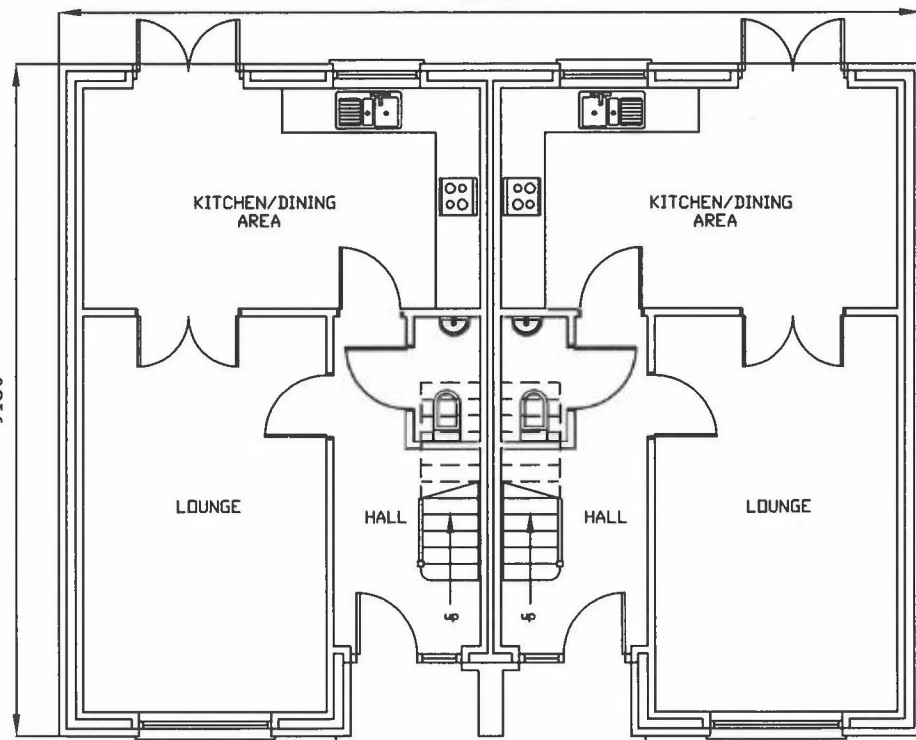 KITCHEN/DINING
AREA
KITCHEN/DINING
AREA
LOUNGE
HALL
HALL
LOUNGE
up
up